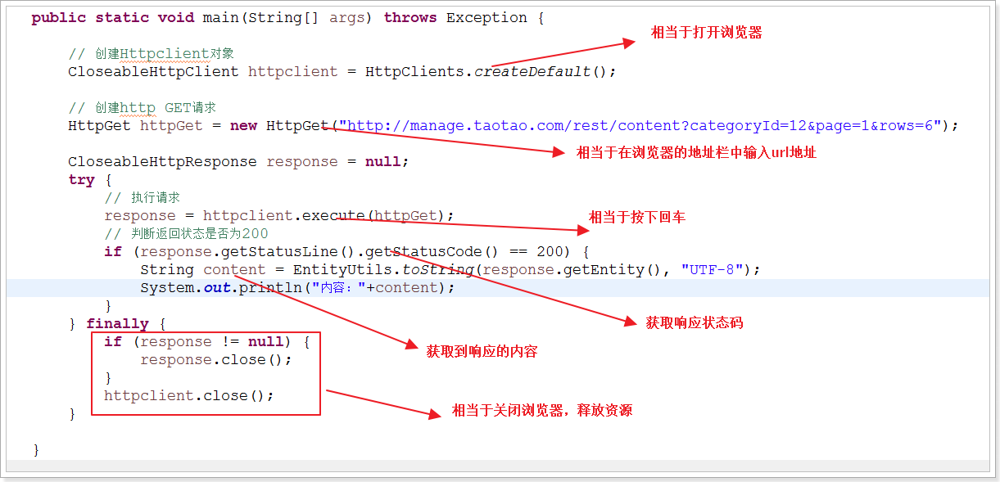 public static void main(String[] args) throws Exception {
相当于打开浏览器
// 创建Httpclient对象
CloseableHttpClient httpclient = HttpClients.createDefault();
// 创建http GET请求
HttpGet httpGet = new HttpGet("http://manage.taotao.com/rest/content?categoryId=12&page=1&rows=6");
相当于在浏览器的地址栏中输入url地址
CloseableHttpResponse response = null;
try {
// 执行请求
response = httpclient.execute(httpGet);
相当于按下回车
// 判断返回状态是否为200
if (response.getStatusLine().getStatusCode() == 200) {
String content = EntityUtils.toString(response.getEntity(), "UTF-8");
System.out.println("内容："+content);
}
获取响应状态码
} finally {
if (response != null) {
获取到响应的内容
response.close();
}
httpclient.close();
相当于关闭浏览器，释放资源
}
}